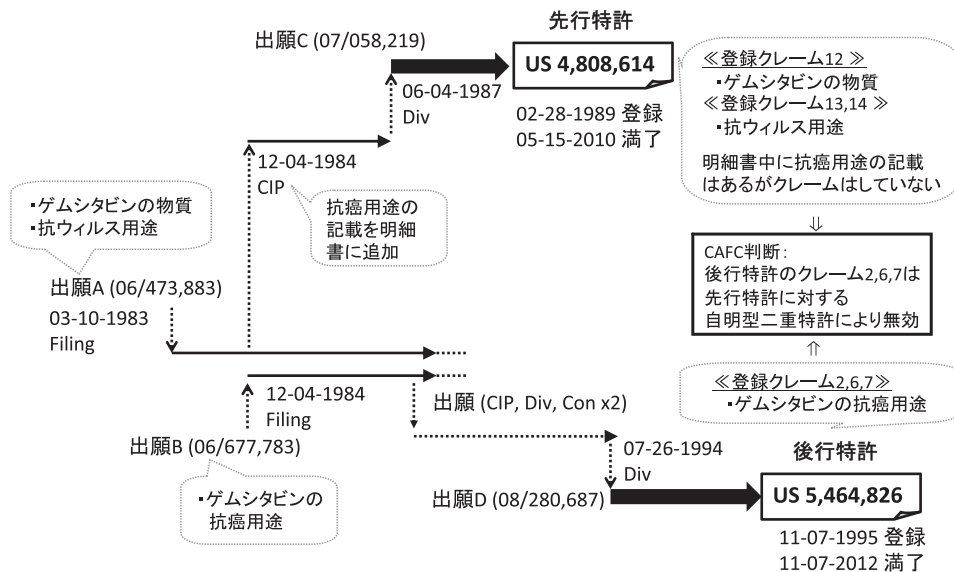 先行特許
出願C (07/058,219)
US 4,808,614
06-04-1987
Div
02-28-1989 登録
05-15-2010 満了
≪登録クレーム12 ≫
・ゲムシタビンの物質
≪登録クレーム13,14 ≫
・抗ウィルス用途
明細書中に抗癌用途の記載
はあるがクレームはしていない
12-04-1984
CIP
抗癌用途の
記載を明細
書に追加
・ゲムシタビンの物質
・抗ウィルス用途
出願A (06/473,883)
03-10-1983
Filing
⇓
CAFC判断:
後行特許のクレーム2,6,7は
先行特許に対する
自明型二重特許により無効
⇑
≪登録クレーム2,6,7≫
・ゲムシタビンの抗癌用途
12-04-1984
Filing
出願B (06/677,783)
・ゲムシタビンの
抗癌用途
出願 (CIP, Div, Con x2)
07-26-1994
Div
出願D (08/280,687)
後行特許
US 5,464,826
11-07-1995 登録
11-07-2012 満了